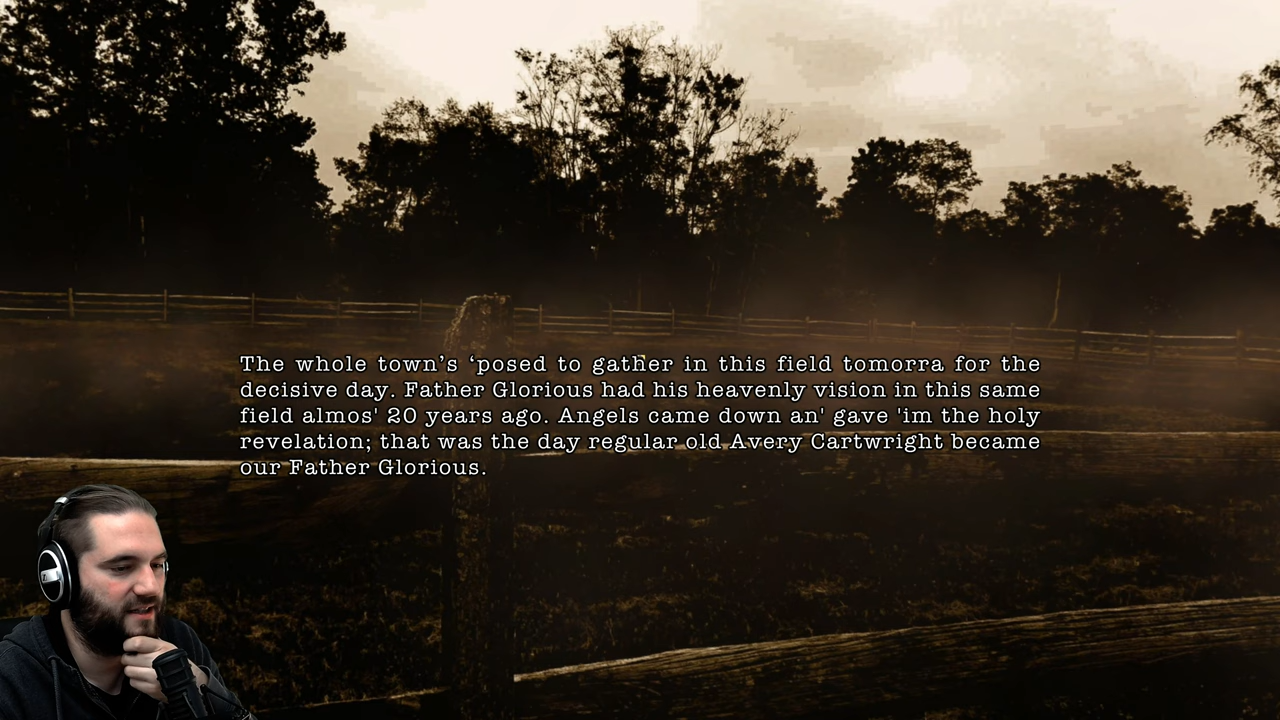 The whole town’s ‘posed to gather in this field tomorra for the
decisive day. Father Glorious had his heavenly vision in this same
field almos' 20 years ago. Angels came down an' gave 'im the holy
revelation; that was the day regular old Avery Cartwright became
our Father Glorious.